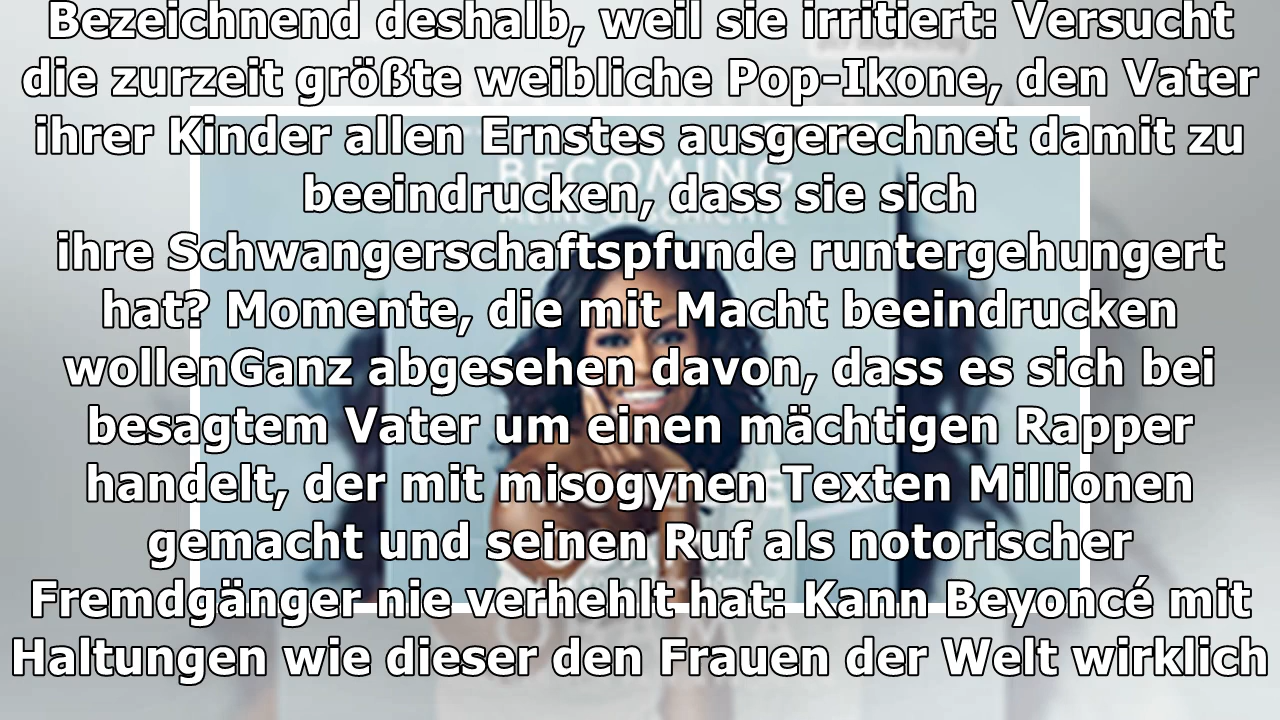 Bezeichnend deshalb, weil sie irritiert: Versucht
die zurzeit größte weibliche Pop-Ikone, den Vater
ihrer Kinder allen Ernstes ausgerechnet damit zu
BECOMING
beeindrucken, dass sie sich
ihre Schwangerschaftspfunde runtergehungert
hat? Momente, die mit Macht beeindrucken
wollenGanz abgesehen davon, dass es sich bei
besagtem Vater um einen mächtigen Rapper
handelt, der mit misogynen Texten Millionen
gemacht und seinen Ruf als notorischer
Fremdgänger nie verhehlt hat: Kann Beyoncé mit
Haltungen wie dieser den Frauen der Welt wirklich